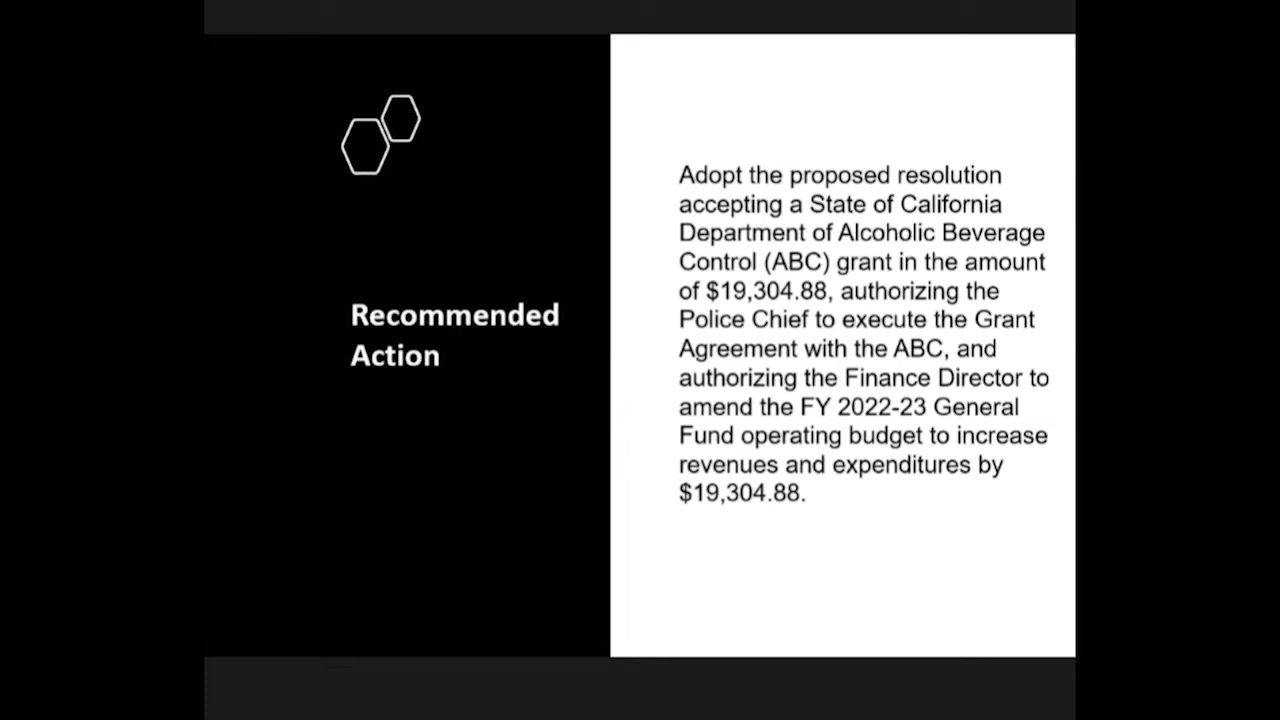 Recommended
Action
Adopt the proposed resolution
accepting a State of California
Department of Alcoholic Beverage
Control (ABC) grant in the amount
of $19,304.88, authorizing the
Police Chief to execute the Grant
Agreement with the ABC, and
authorizing the Finance Director to
amend the FY 2022-23 General
Fund operating budget to increase
revenues and expenditures by
$19,304.88.